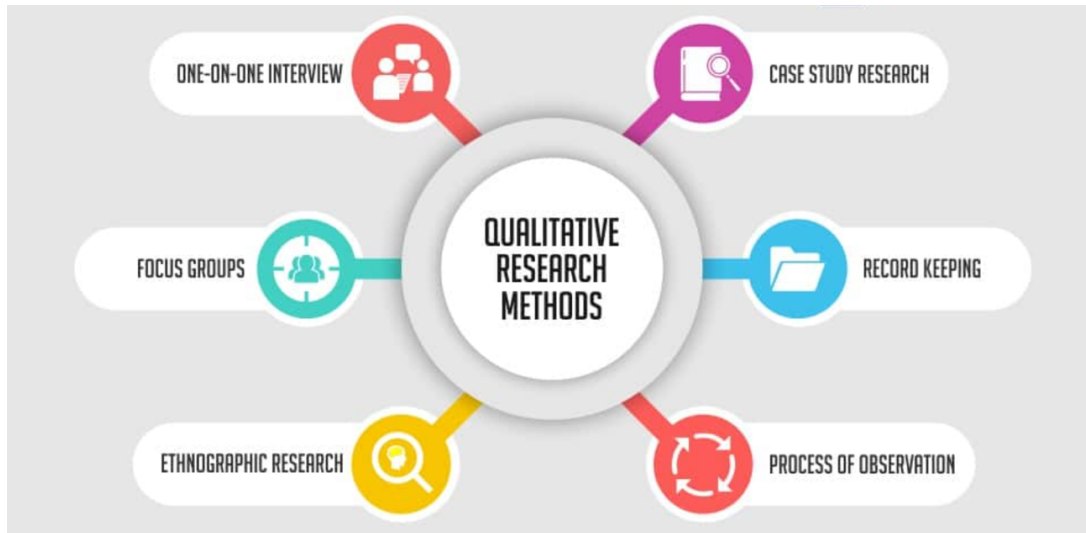 ONE-ON-ONE INTERVIEW
CASE STUDY RESEARCH
QUALITATIVE
RESEARCH
METHODS
FOCUS GROUPS
RECORD KEEPING
ETHNOGRAPHIC RESEARCH
PROCESS OF OBSERVATION